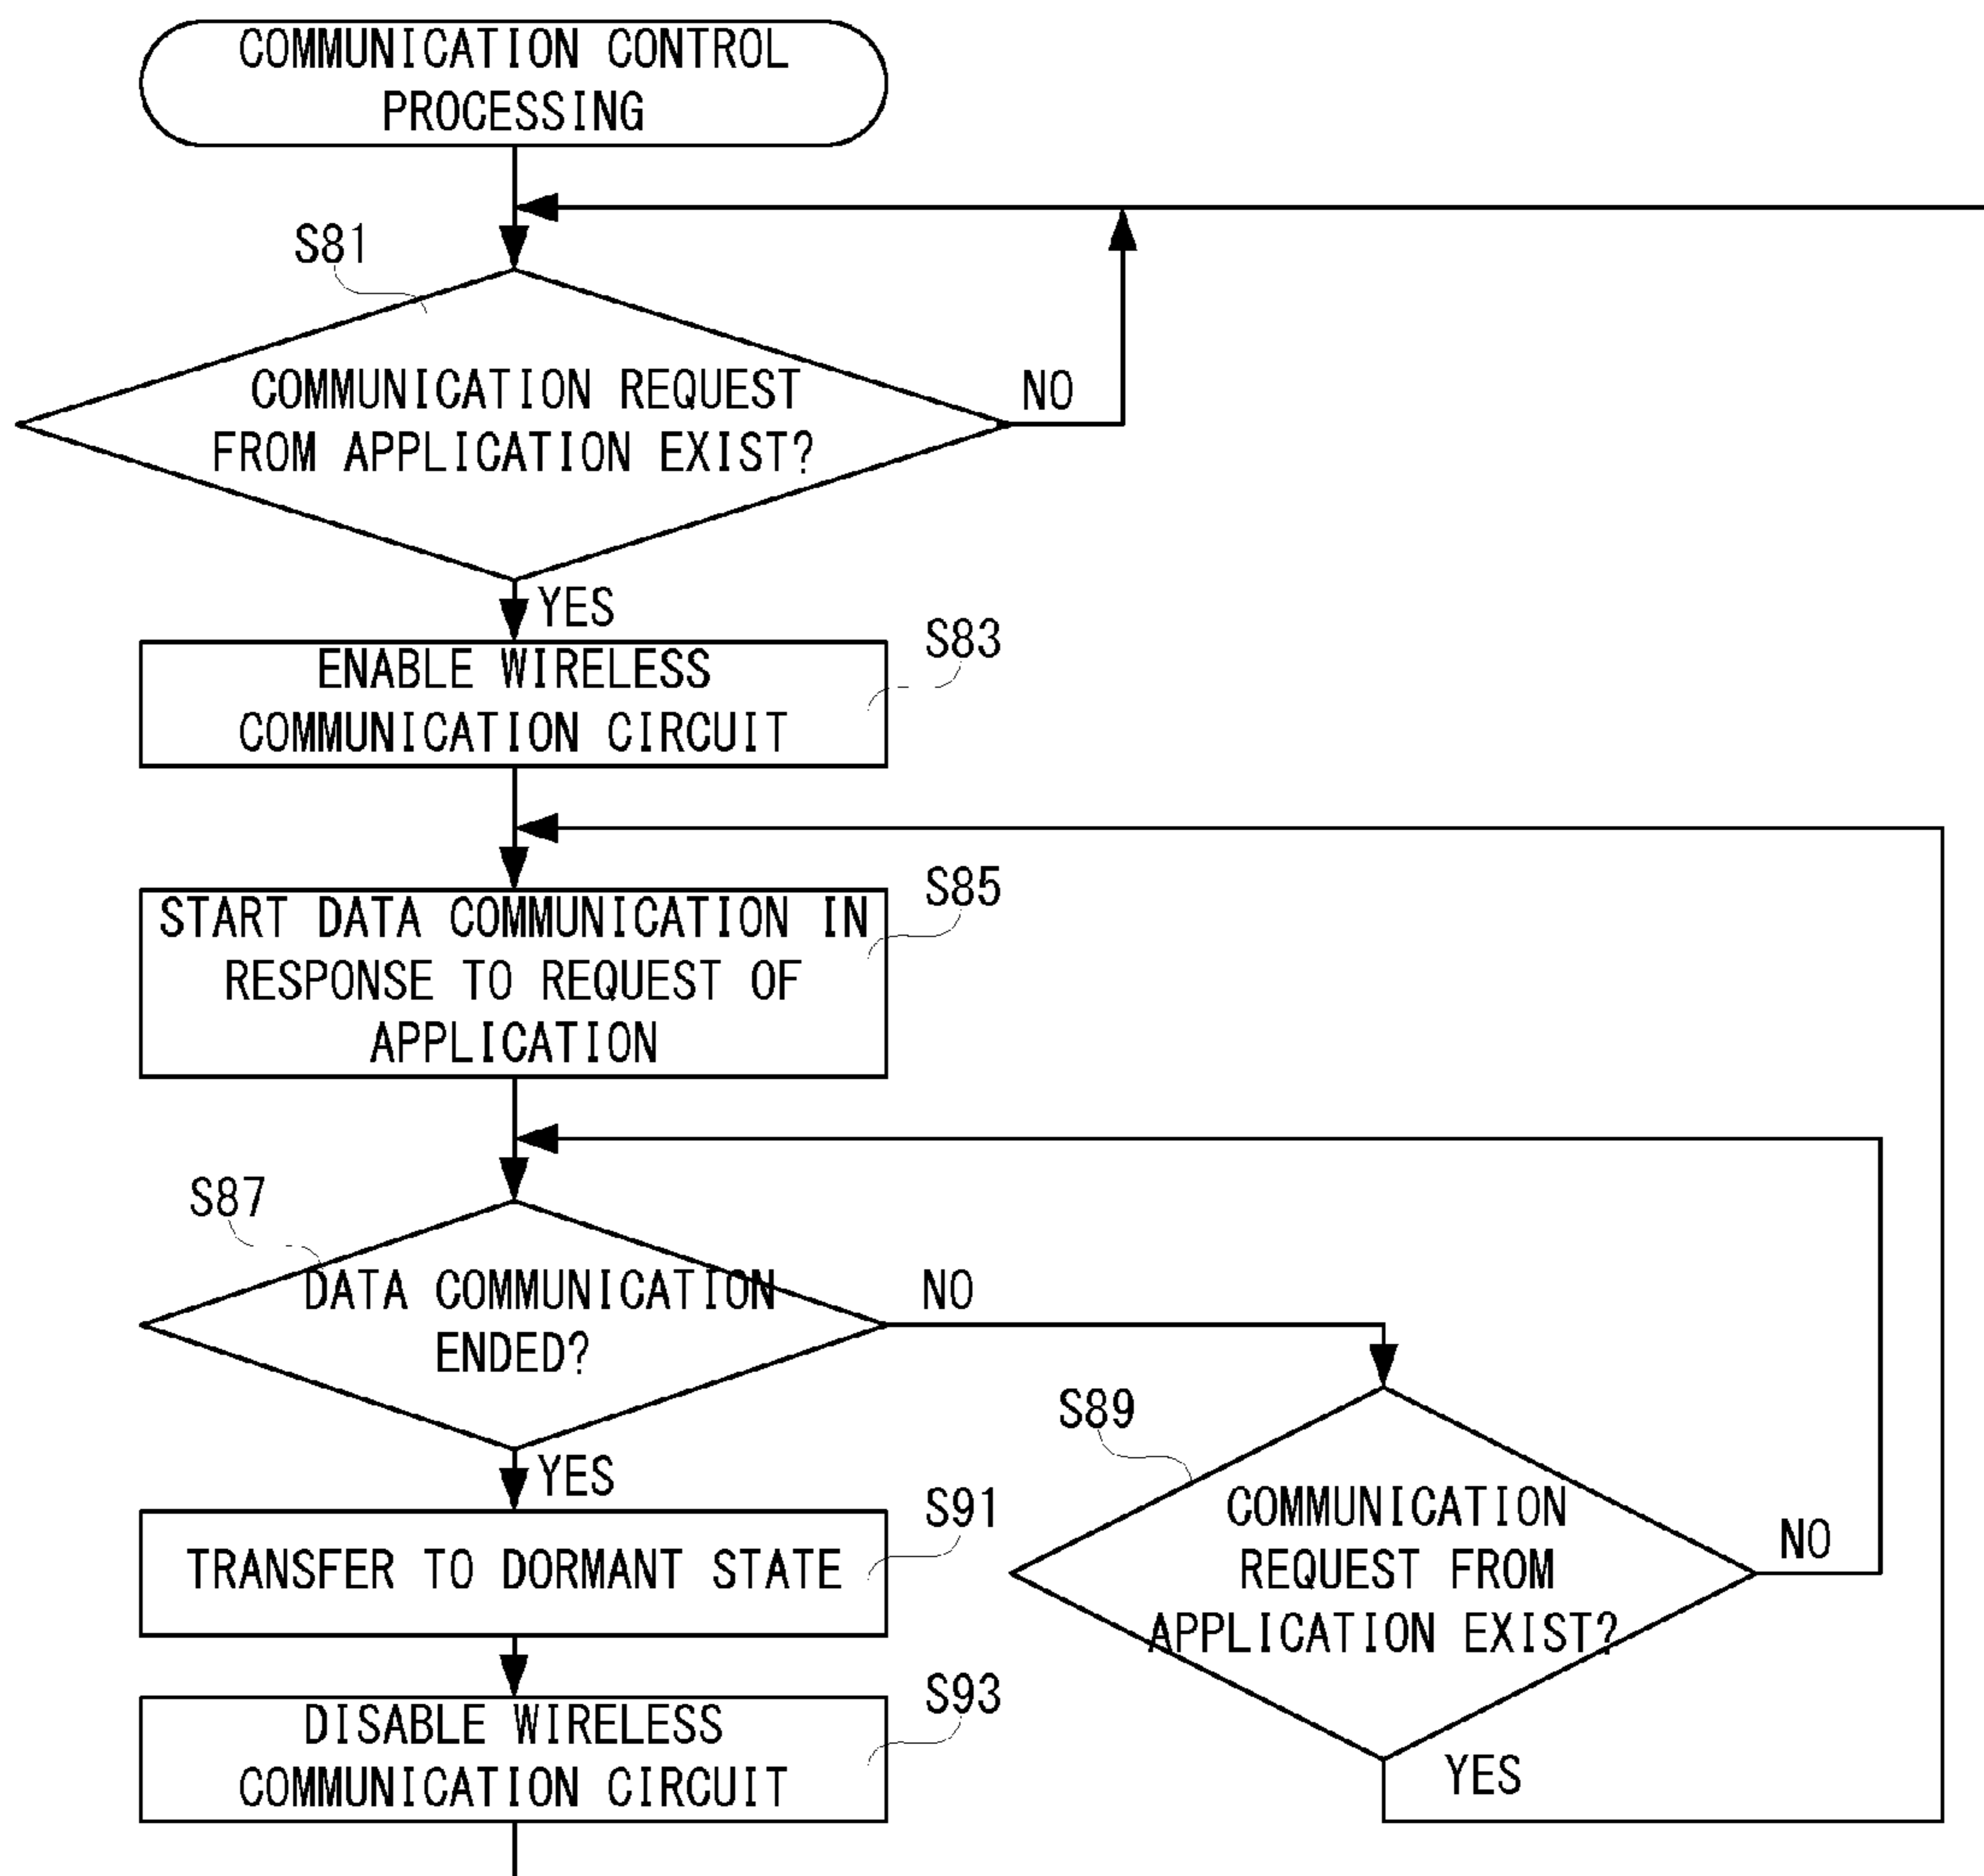 COMMUNICATION CONTROL
PROCESSING
S81
COMMUNICATION REQUEST
FROM APPLICATION EXIST?
NO
YES
S83
ENABLE WIRELESS
COMMUNICATION CIRCUIT
S85
START DATA COMMUNICATION IN
RESPONSE TO REQUEST OF
APPLICATION
S87
DATA COMMUNICATION
ENDED?
NO
YES
S89
COMMUNICATION
REQUEST FROM
APPLICATION EXIST?
NO
YES
S91
TRANSFER TO DORMANT STATE
S93
DISABLE WIRELESS
COMMUNICATION CIRCUIT